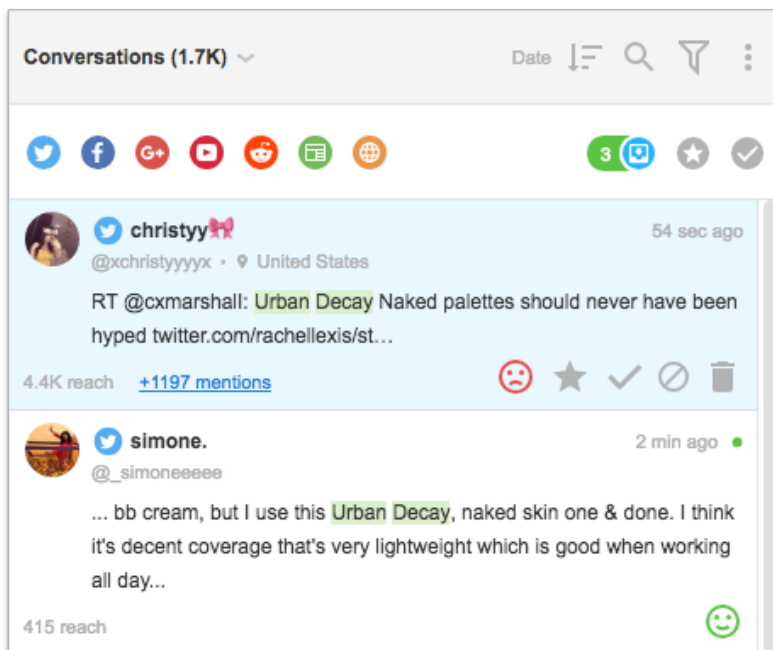 Conversations (1.7K)
Date
G+
3
christyy🎀
54 sec ago
@xchristyyyyx • United States
RT @cxmarshall: Urban Decay Naked palettes should never have been
hyped twitter.com/rachellexis/st...
4.4K reach +1197 mentions
simone.
2 min ago
@_simoneeeee
... bb cream, but I use this Urban Decay, naked skin one & done. I think
it's decent coverage that's very lightweight which is good when working
all day...
415 reach